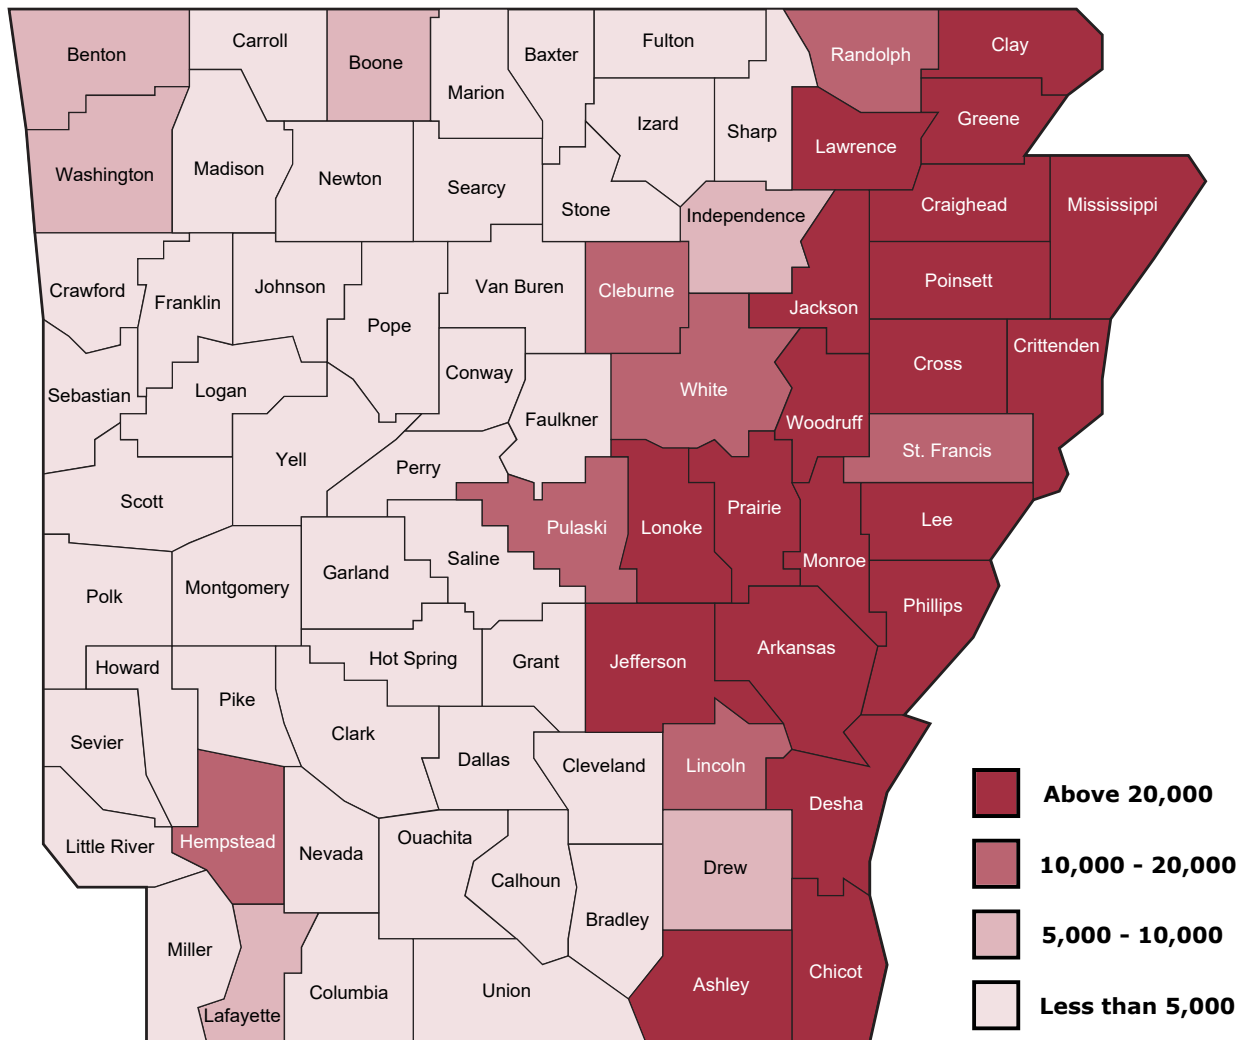 Benton
Carroll
Boone
Marion
Baxter
Fulton
Randolph
Clay
Washington
Madison
Newton
Searcy
Stone
Izard
Sharp
Lawrence
Greene
Independence
Craighead
Mississippi
Crawford
Franklin
Johnson
Pope
Van Buren
Cleburne
Jackson
Poinsett
Sebastian
Logan
Conway
Faulkner
White
Woodruff
Cross
Crittenden
Scott
Yell
Perry
Pulaski
Lonoke
Prairie
Monroe
St. Francis
Lee
Polk
Montgomery
Garland
Saline
Phillips
Howard
Pike
Hot Spring
Grant
Jefferson
Arkansas
Sevier
Clark
Dallas
Cleveland
Lincoln
Desha
Little River
Hempstead
Nevada
Ouachita
Calhoun
Bradley
Drew
Miller
Lafayette
Columbia
Union
Ashley
Chicot
Above 20,000
10,000 - 20,000
5,000 - 10,000
Less than 5,000